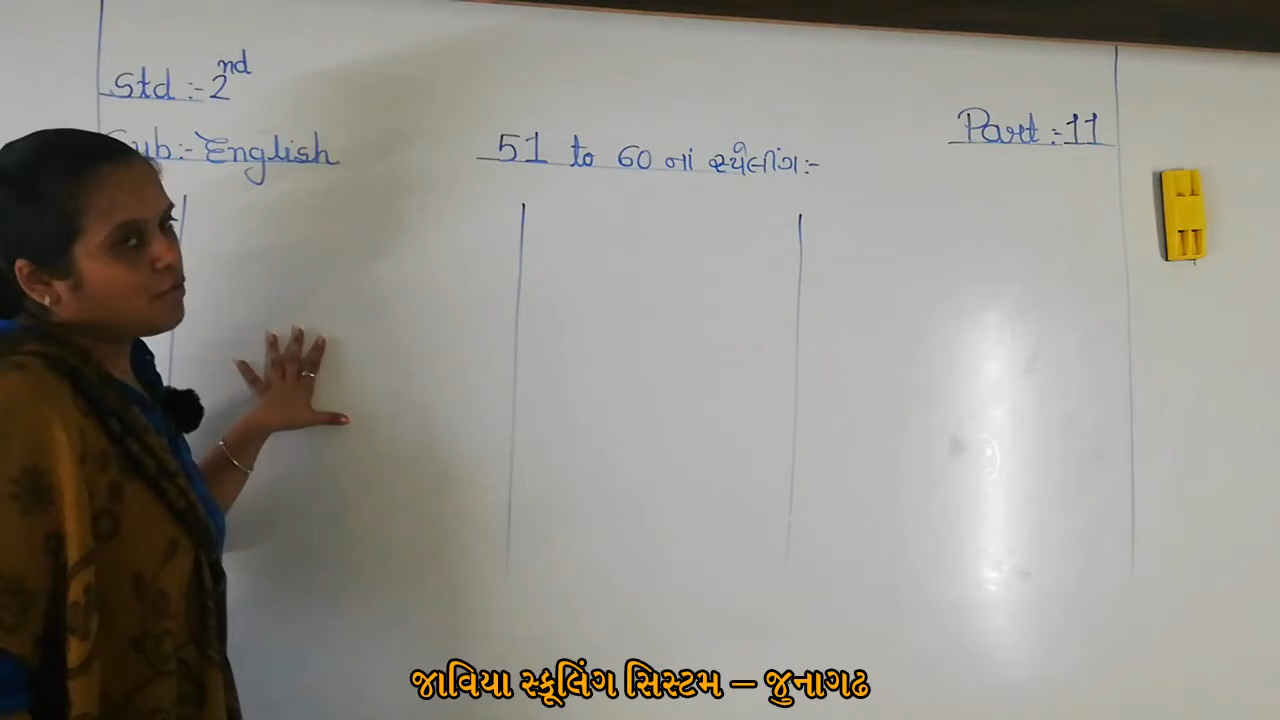 Std :- 2nd
Sub:- English
51 to 60 નાં સ્પેલીંગ:-
Part :- 11
જાવિયા સ્કૂલિંગ સિસ્ટમ – જુનાગઢ